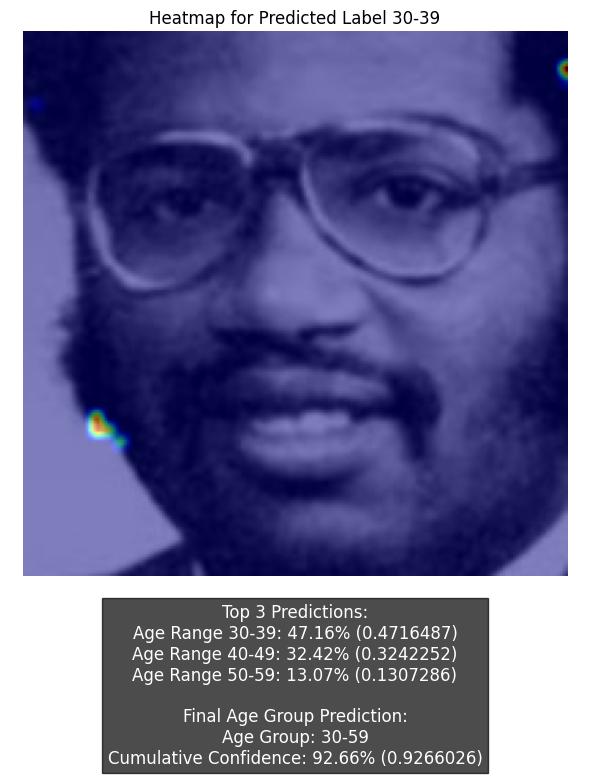 Heatmap for Predicted Label 30-39
Top 3 Predictions:
Age Range 30-39: 47.16% (0.4716487)
Age Range 40-49: 32.42% (0.3242252)
Age Range 50-59: 13.07% (0.1307286)
Final Age Group Prediction:
Age Group: 30-59
Cumulative Confidence: 92.66% (0.9266026)